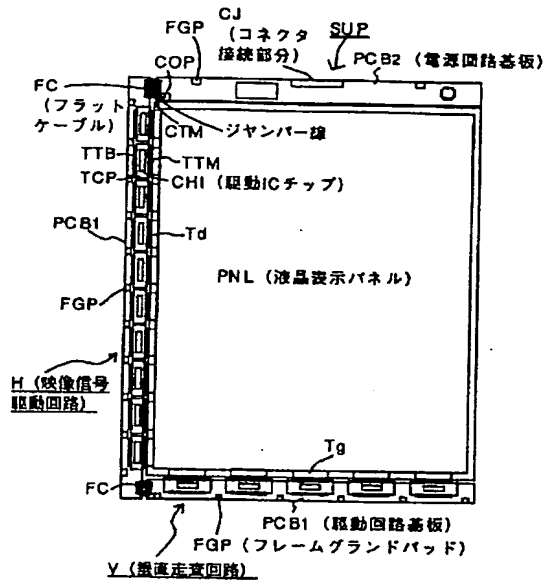 CJ
FGP
(コネクタ
接続部分)
SUP
COP
PCB2 (電源回路基板)
FC
(フラット
ケーブル)
CTM
ジヤンパー線
TTB
TTM
TCP
CHI (駆動ICチップ)
PCB1
Td
PNL (液晶表示パネル)
FGP
H (映像信号
駆動回路)
Tg
FC
PCB1 (駆動回路基板)
FGP (フレームグランドパッド)
V (垂直走査回路)